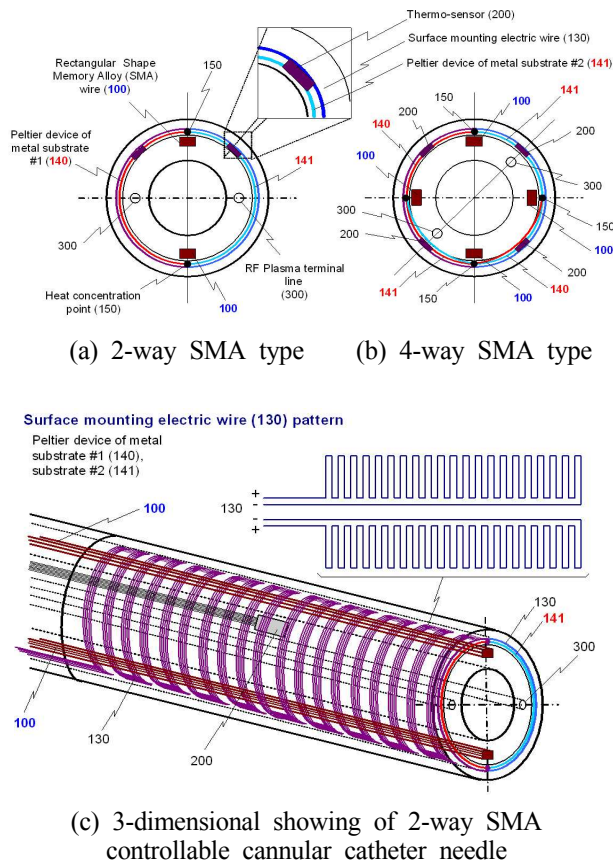 Thermo-sensor (200)
Surface mounting electric wire (130)
Peltier device of metal substrate #2 (141)
Rectangular Shape
Memory Alloy (SMA)
wire (100)
150
Peltier device of
metal substrate
#1 (140)
141
300
RF Plasma terminal
line
(300)
Heat concentration
point (150)
100
141
100
150
200
140
200
100
300
300
150
200
100
200
141
150
140
100
(a) 2-way SMA type
(b) 4-way SMA type
Surface mounting electric wire (130) pattern
Peltier device of metal
substrate #1 (140),
substrate #2 (141)
100
+
130 -
-
+
130
141
300
100
130
200
(c) 3-dimensional showing of 2-way SMA
controllable cannular catheter needle